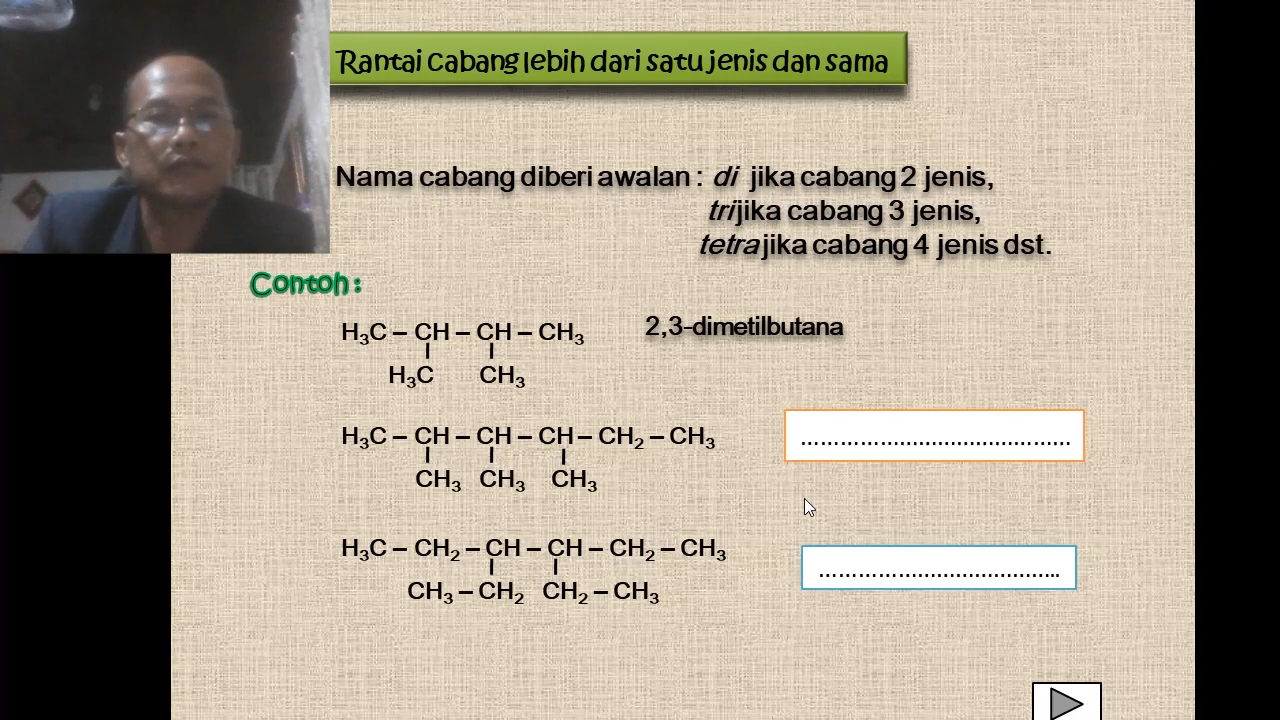 Rantai cabang lebih dari satu jenis dan sama
Nama cabang diberi awalan : di jika cabang 2 jenis,
tri jika cabang 3 jenis,
tetra jika cabang 4 jenis dst.
Contoh :
H₃C – CH – CH – CH₃ 2,3-dimetilbutana
H₃C CH₃
H₃C – CH – CH – CH – CH₂ – CH₃ ..........................................
CH₃ CH₃ CH₃
H₃C – CH₂ – CH – CH – CH₂ – CH₃ ......................................
CH₃ – CH₂ CH₂ – CH₃